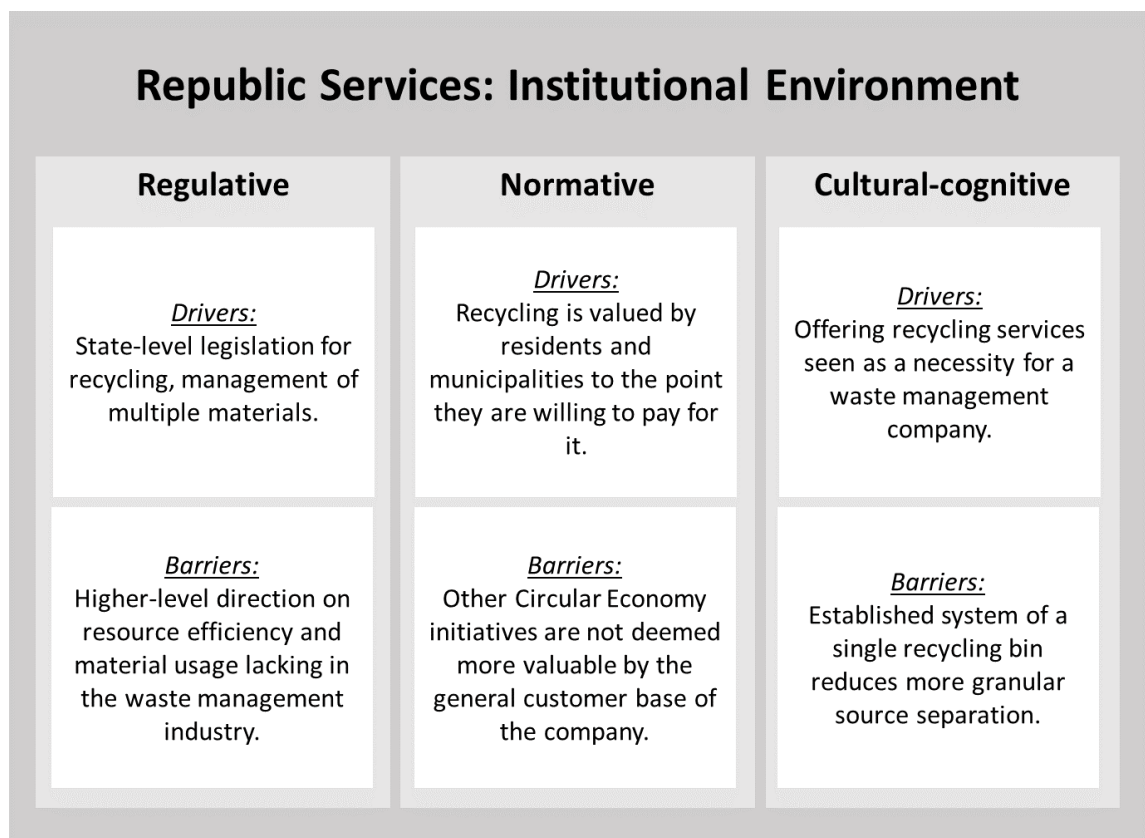 Republic Services: Institutional Environment
Regulative
Drivers:
State-level legislation for
recycling, management of
multiple materials.
Barriers:
Higher-level direction on
resource efficiency and
material usage lacking in
the waste management
industry.
Normative
Drivers:
Recycling is valued by
residents and
municipalities to the point
they are willing to pay for
it.
Barriers:
Other Circular Economy
initiatives are not deemed
more valuable by the
general customer base of
the company.
Cultural-cognitive
Drivers:
Offering recycling services
seen as a necessity for a
waste management
company.
Barriers:
Established system of a
single recycling bin
reduces more granular
source separation.